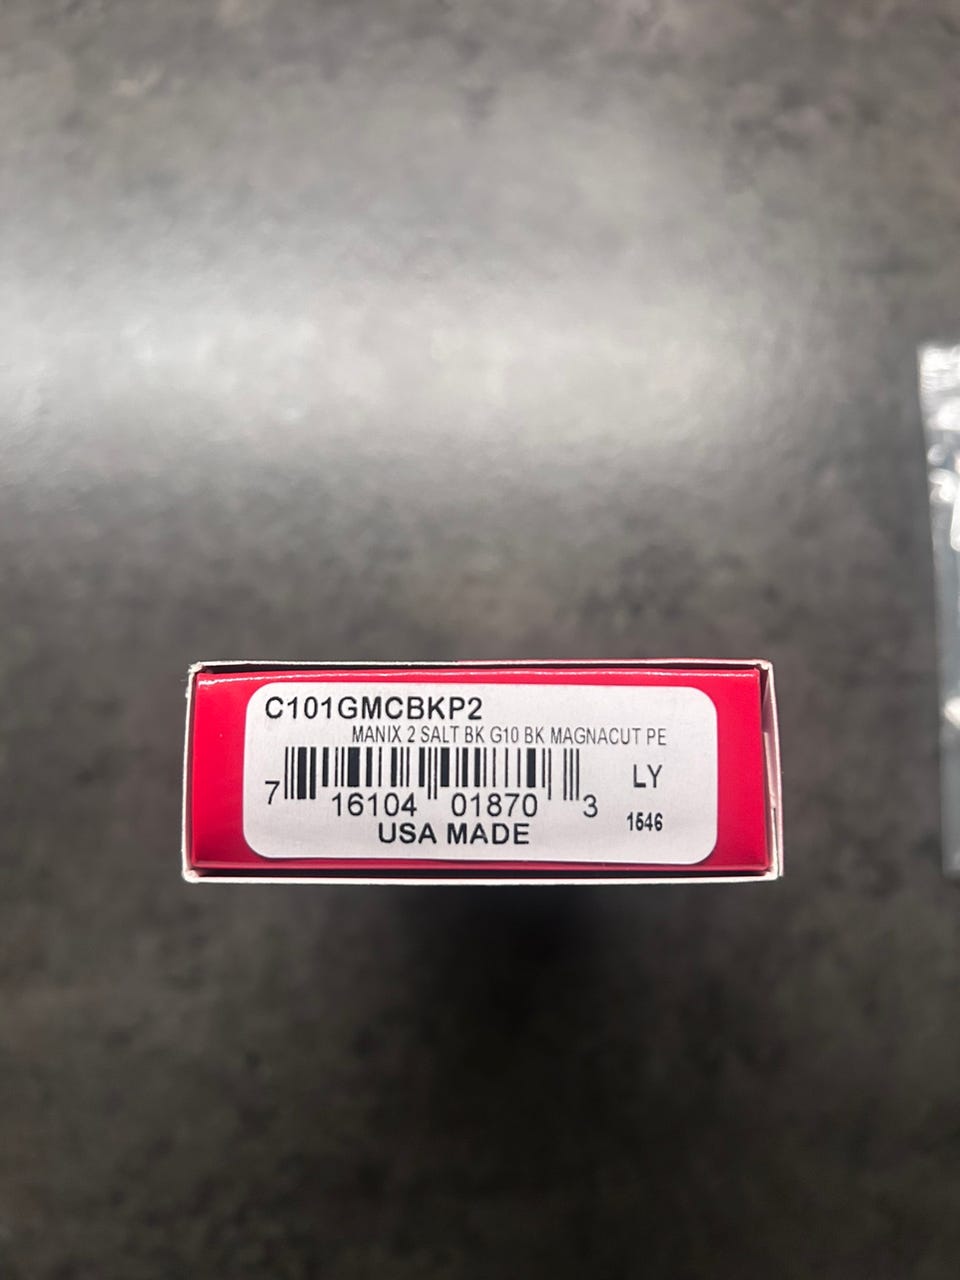 C101GMCBKP2
MANIX 2 SALT BK G10 BK MAGNACUT PE
LY
7 16104 01870 3
USA MADE
1546